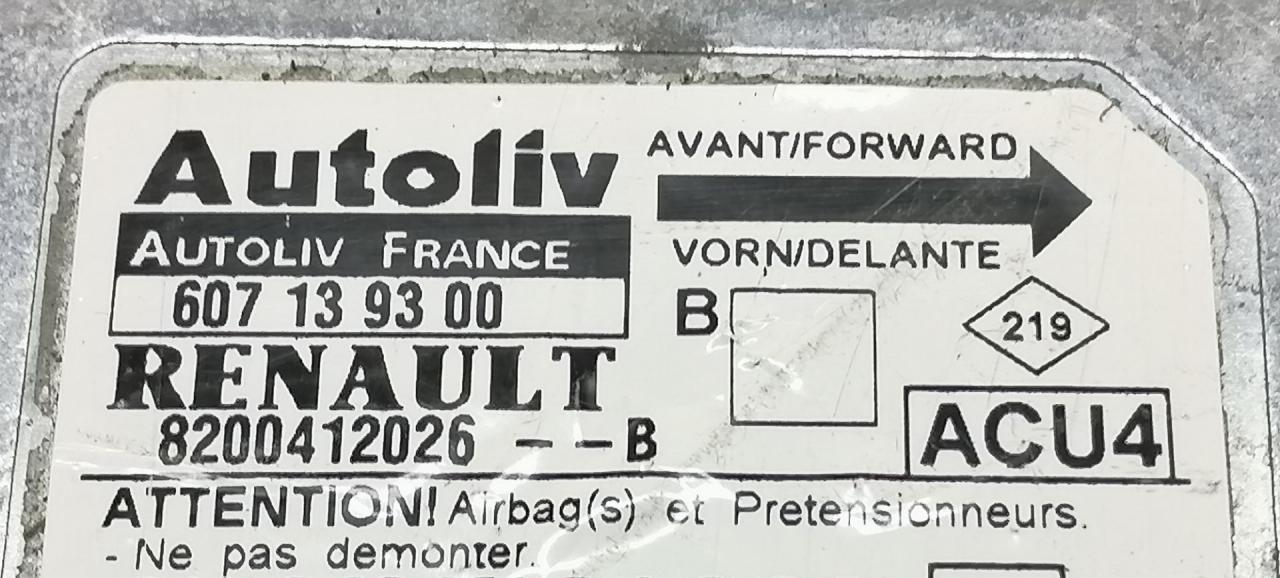 Autoliv
AUTOLIV FRANCE
607 13 93 00
RENAULT
8200412026 --B
AVANT/FORWARD
VORN/DELANTE
B
219
ACU4
ATTENTION! Airbag(s) et Pretensionneurs.
- Ne pas demonter.